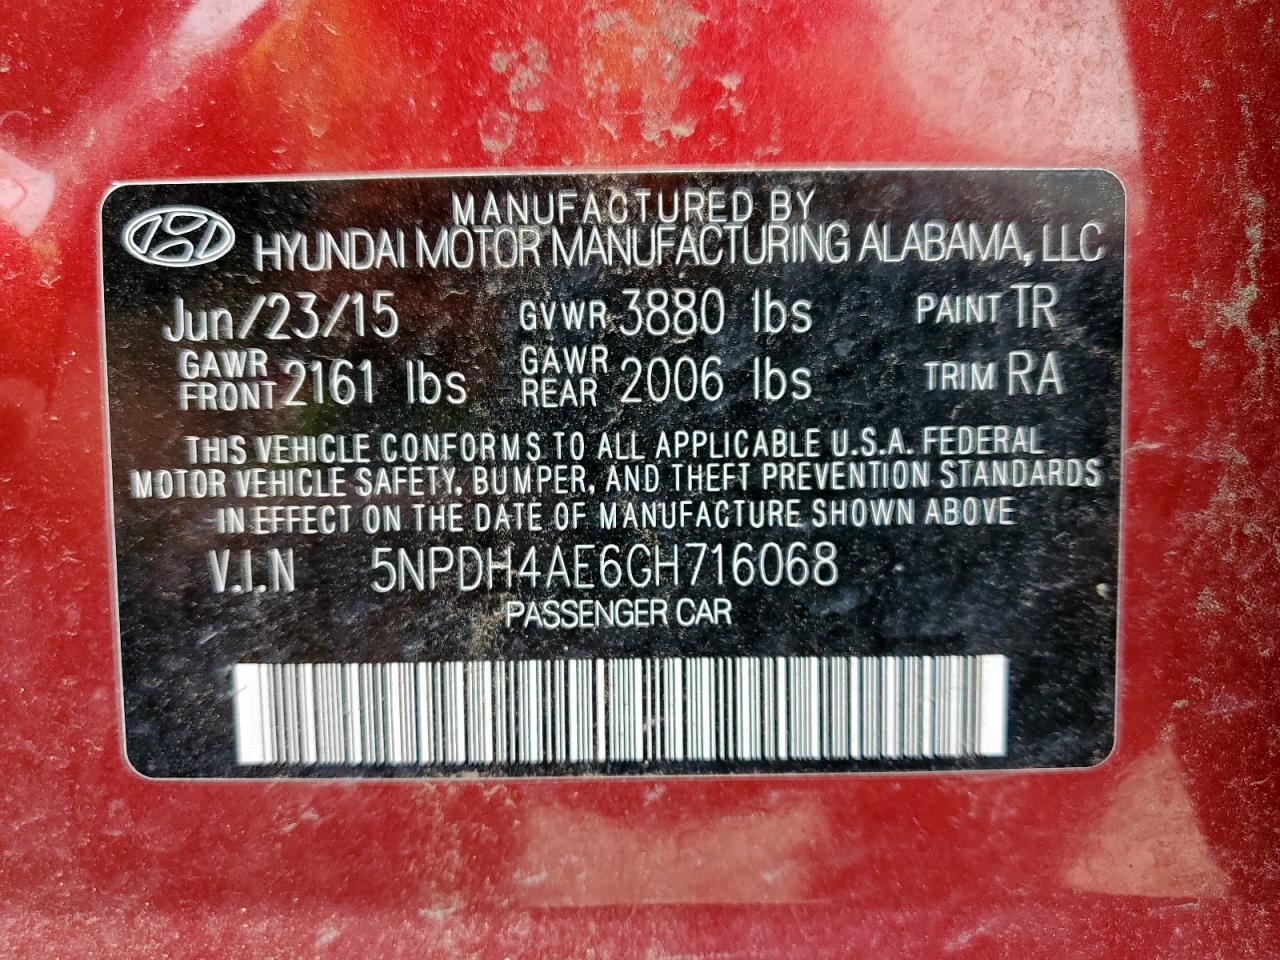 MANUFACTURED BY
HYUNDAI MOTOR MANUFACTURING ALABAMA, LLC
Jun/23/15 GVWR 3880 lbs PAINT TR
GAWR FRONT 2161 lbs GAWR REAR 2006 lbs TRIM RA
THIS VEHICLE CONFORMS TO ALL APPLICABLE U.S.A. FEDERAL
MOTOR VEHICLE SAFETY, BUMPER, AND THEFT PREVENTION STANDARDS
IN EFFECT ON THE DATE OF MANUFACTURE SHOWN ABOVE
V.I.N 5NPDH4AE6GH716068
PASSENGER CAR